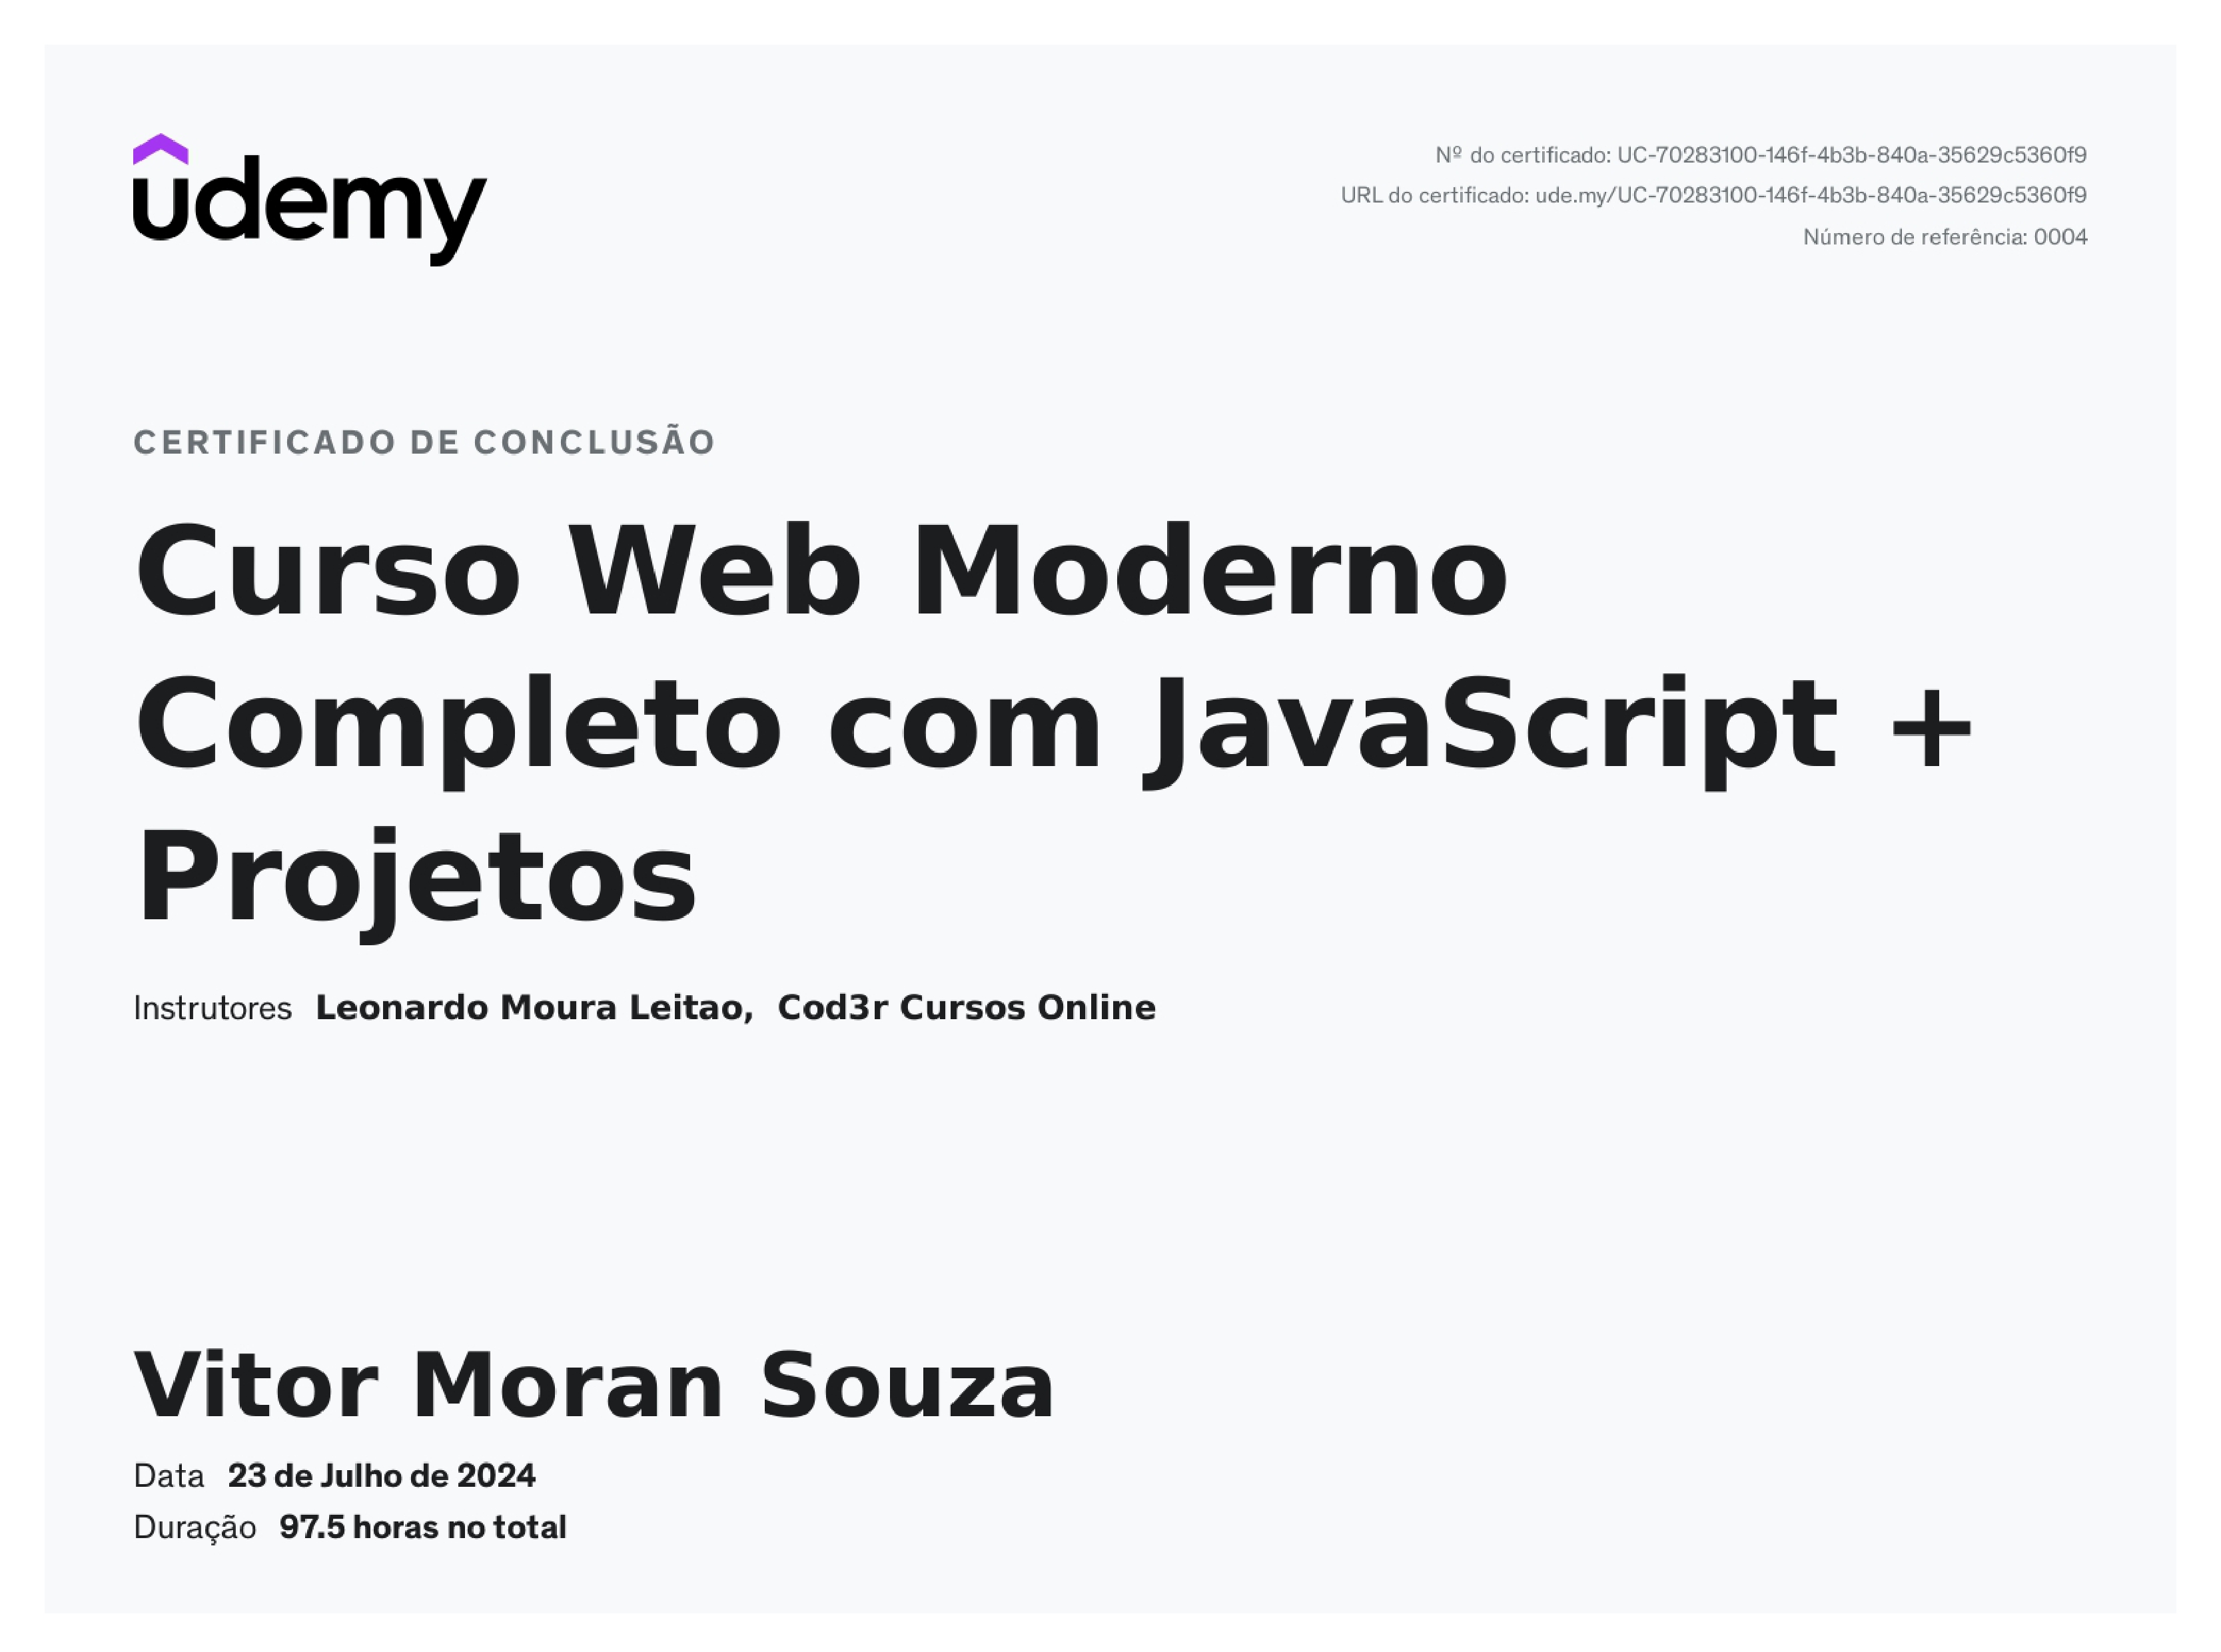 udemy
Nº do certificado: UC-70283100-146f-4b3b-840a-35629c5360f9
URL do certificado: ude.my/UC-70283100-146f-4b3b-840a-35629c5360f9
Número de referência: 0004
CERTIFICADO DE CONCLUSÃO
Curso Web Moderno
Completo com JavaScript +
Projetos
Instrutores Leonardo Moura Leitao, Cod3r Cursos Online
Vitor Moran Souza
Data 23 de Julho de 2024
Duração 97.5 horas no total